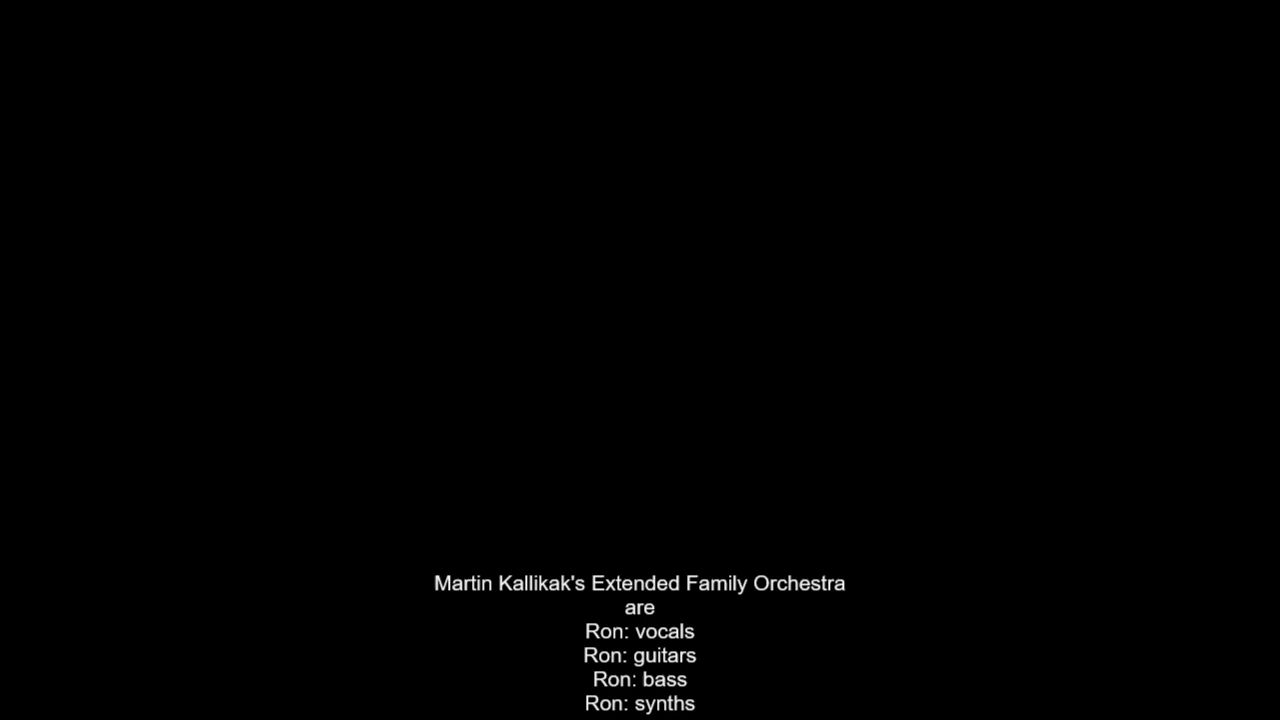 Martin Kallikak's Extended Family Orchestra
are
Ron: vocals
Ron: guitars
Ron: bass
Ron: synths